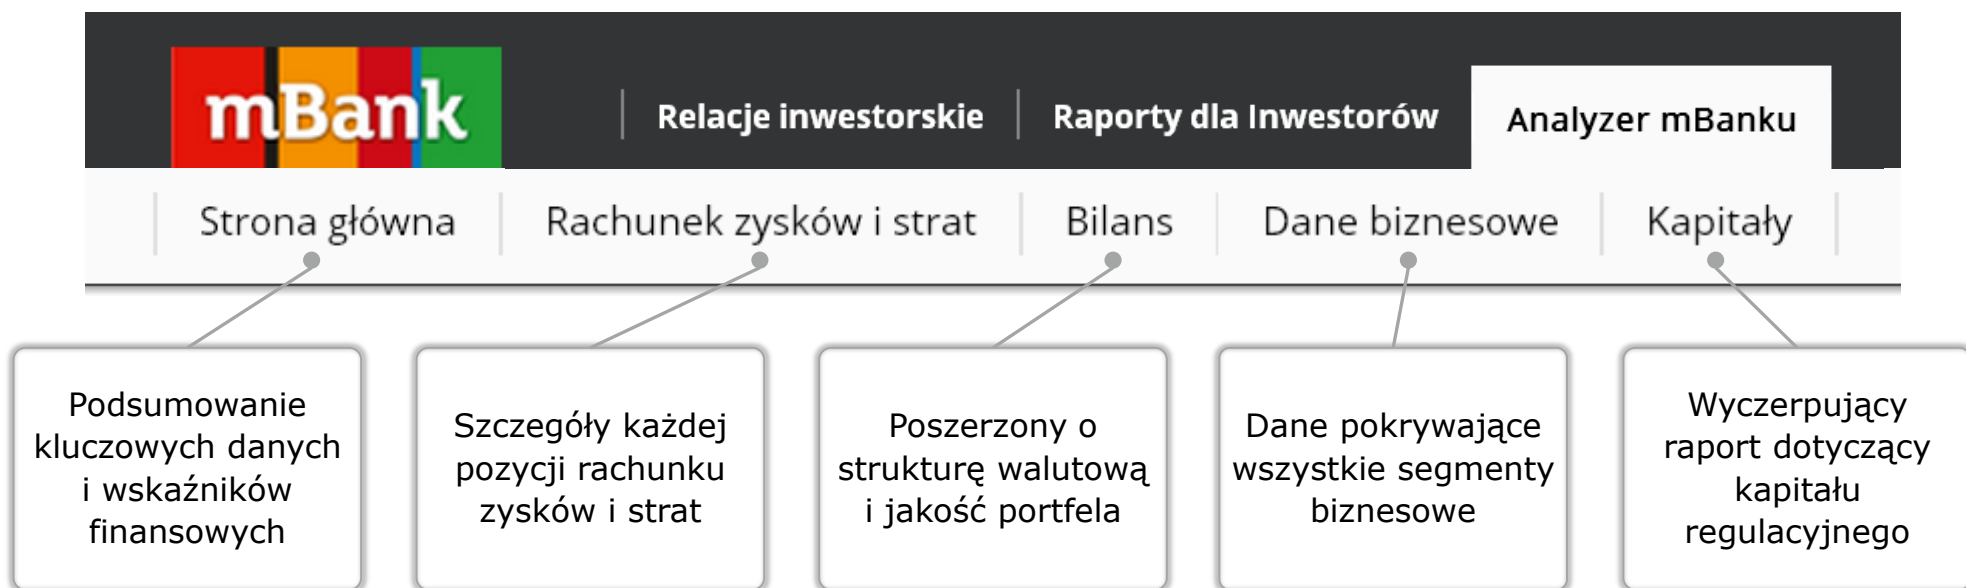 mBank
Relacje inwestorskie
Raporty dla Inwestorów
Analyzer mBanku
Strona główna
Rachunek zysków i strat
Bilans
Dane biznesowe
Kapitały
Podsumowanie
kluczowych danych
i wskaźników
finansowych
Szczegóły każdej
pozycji rachunku
zysków i strat
Poszerzony o
strukturę walutową
i jakość portfela
Dane pokrywające
wszystkie segmenty
biznesowe
Wyczerpujący
raport dotyczący
kapitału
regulacyjnego